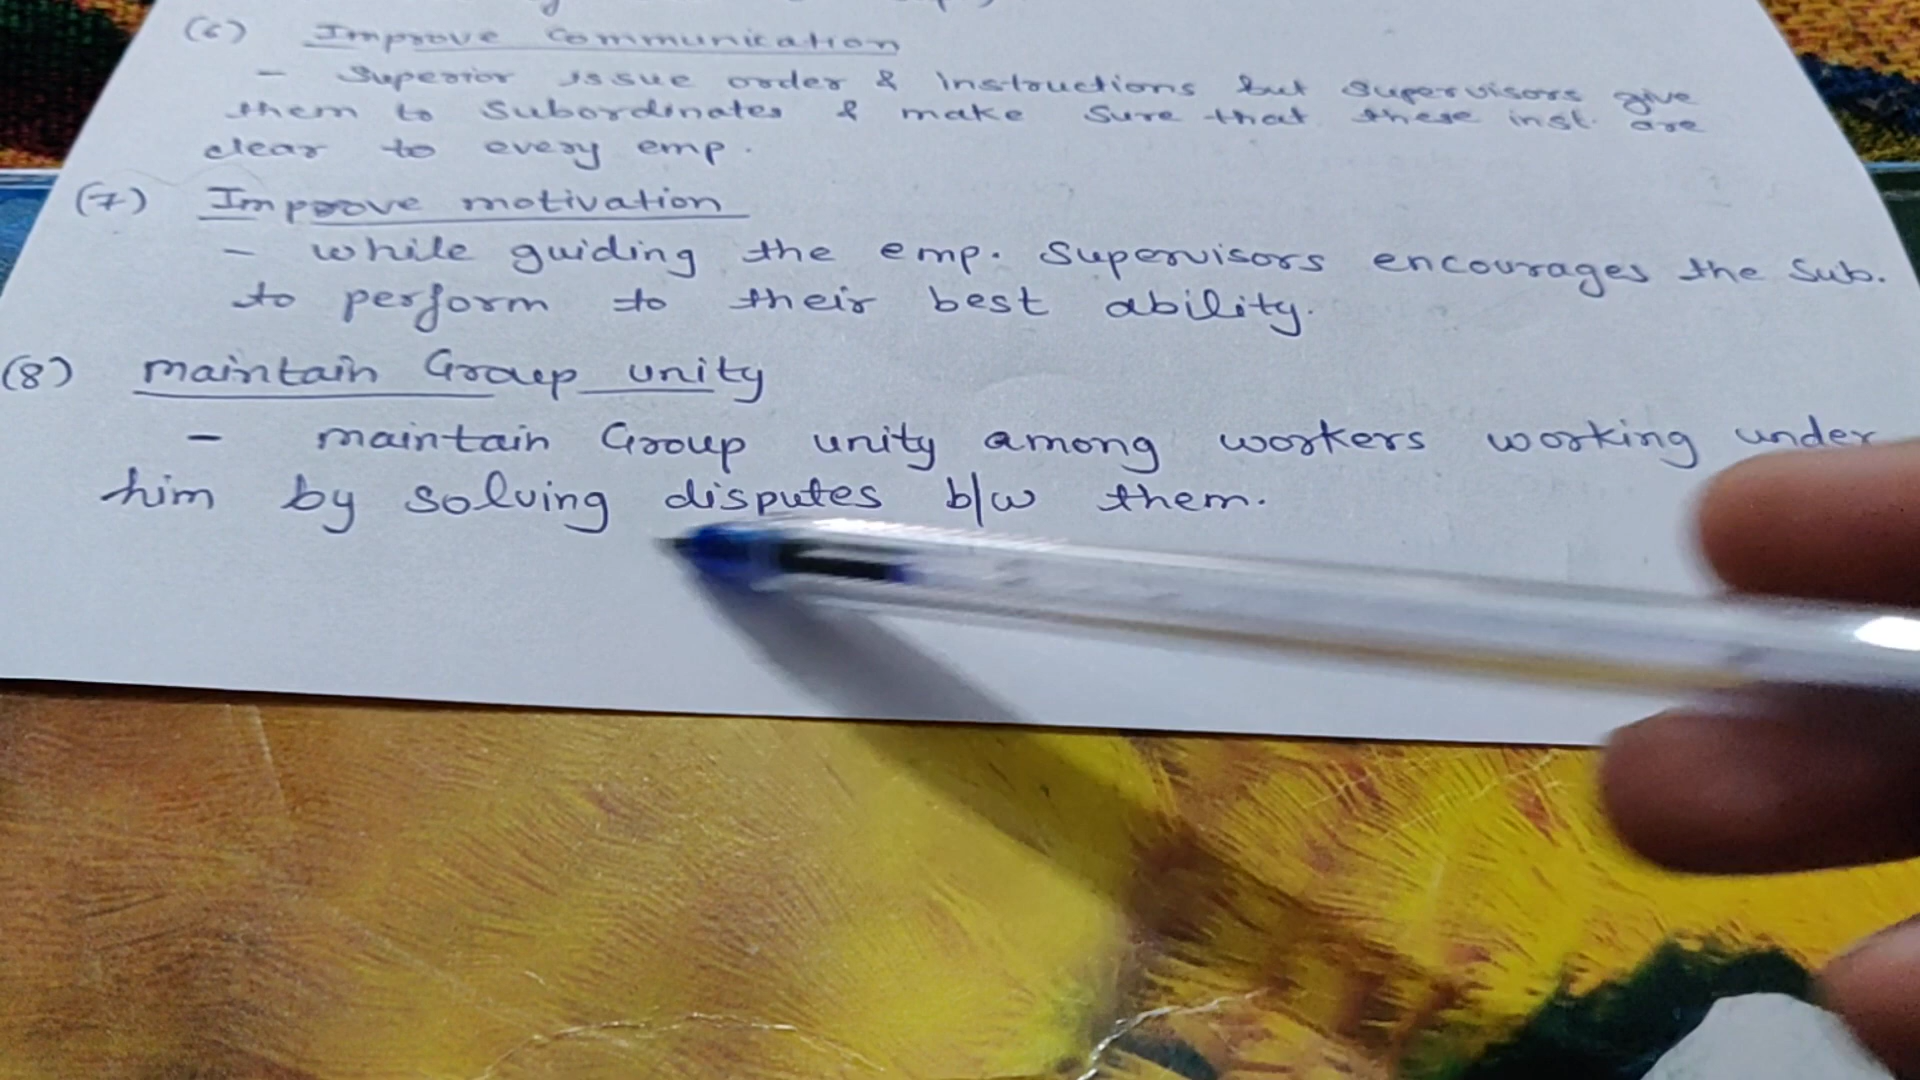 (6) Improve communication
- Superior issue order & instructions but supervisors give
them to subordinates & make sure that these inst. are
clear to every emp.
(7) Improve motivation
- while guiding the emp. Supervisors encourages the Sub.
to perform to their best ability.
(8) maintain Group unity
- maintain Group unity among workers working under
him by solving disputes b/w them.